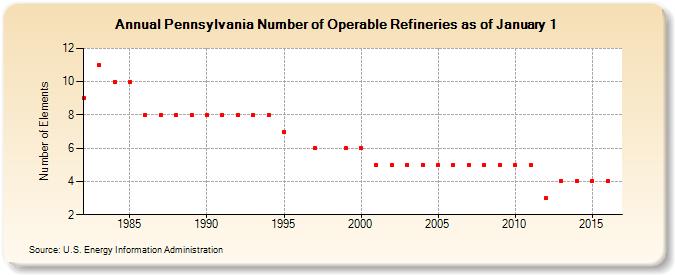 Annual Pennsylvania Number of Operable Refineries as of January 1
Number of Elements
12
10
8
6
4
2
1985 1990 1995 2000 2005 2010 2015
Source: U.S. Energy Information Administration